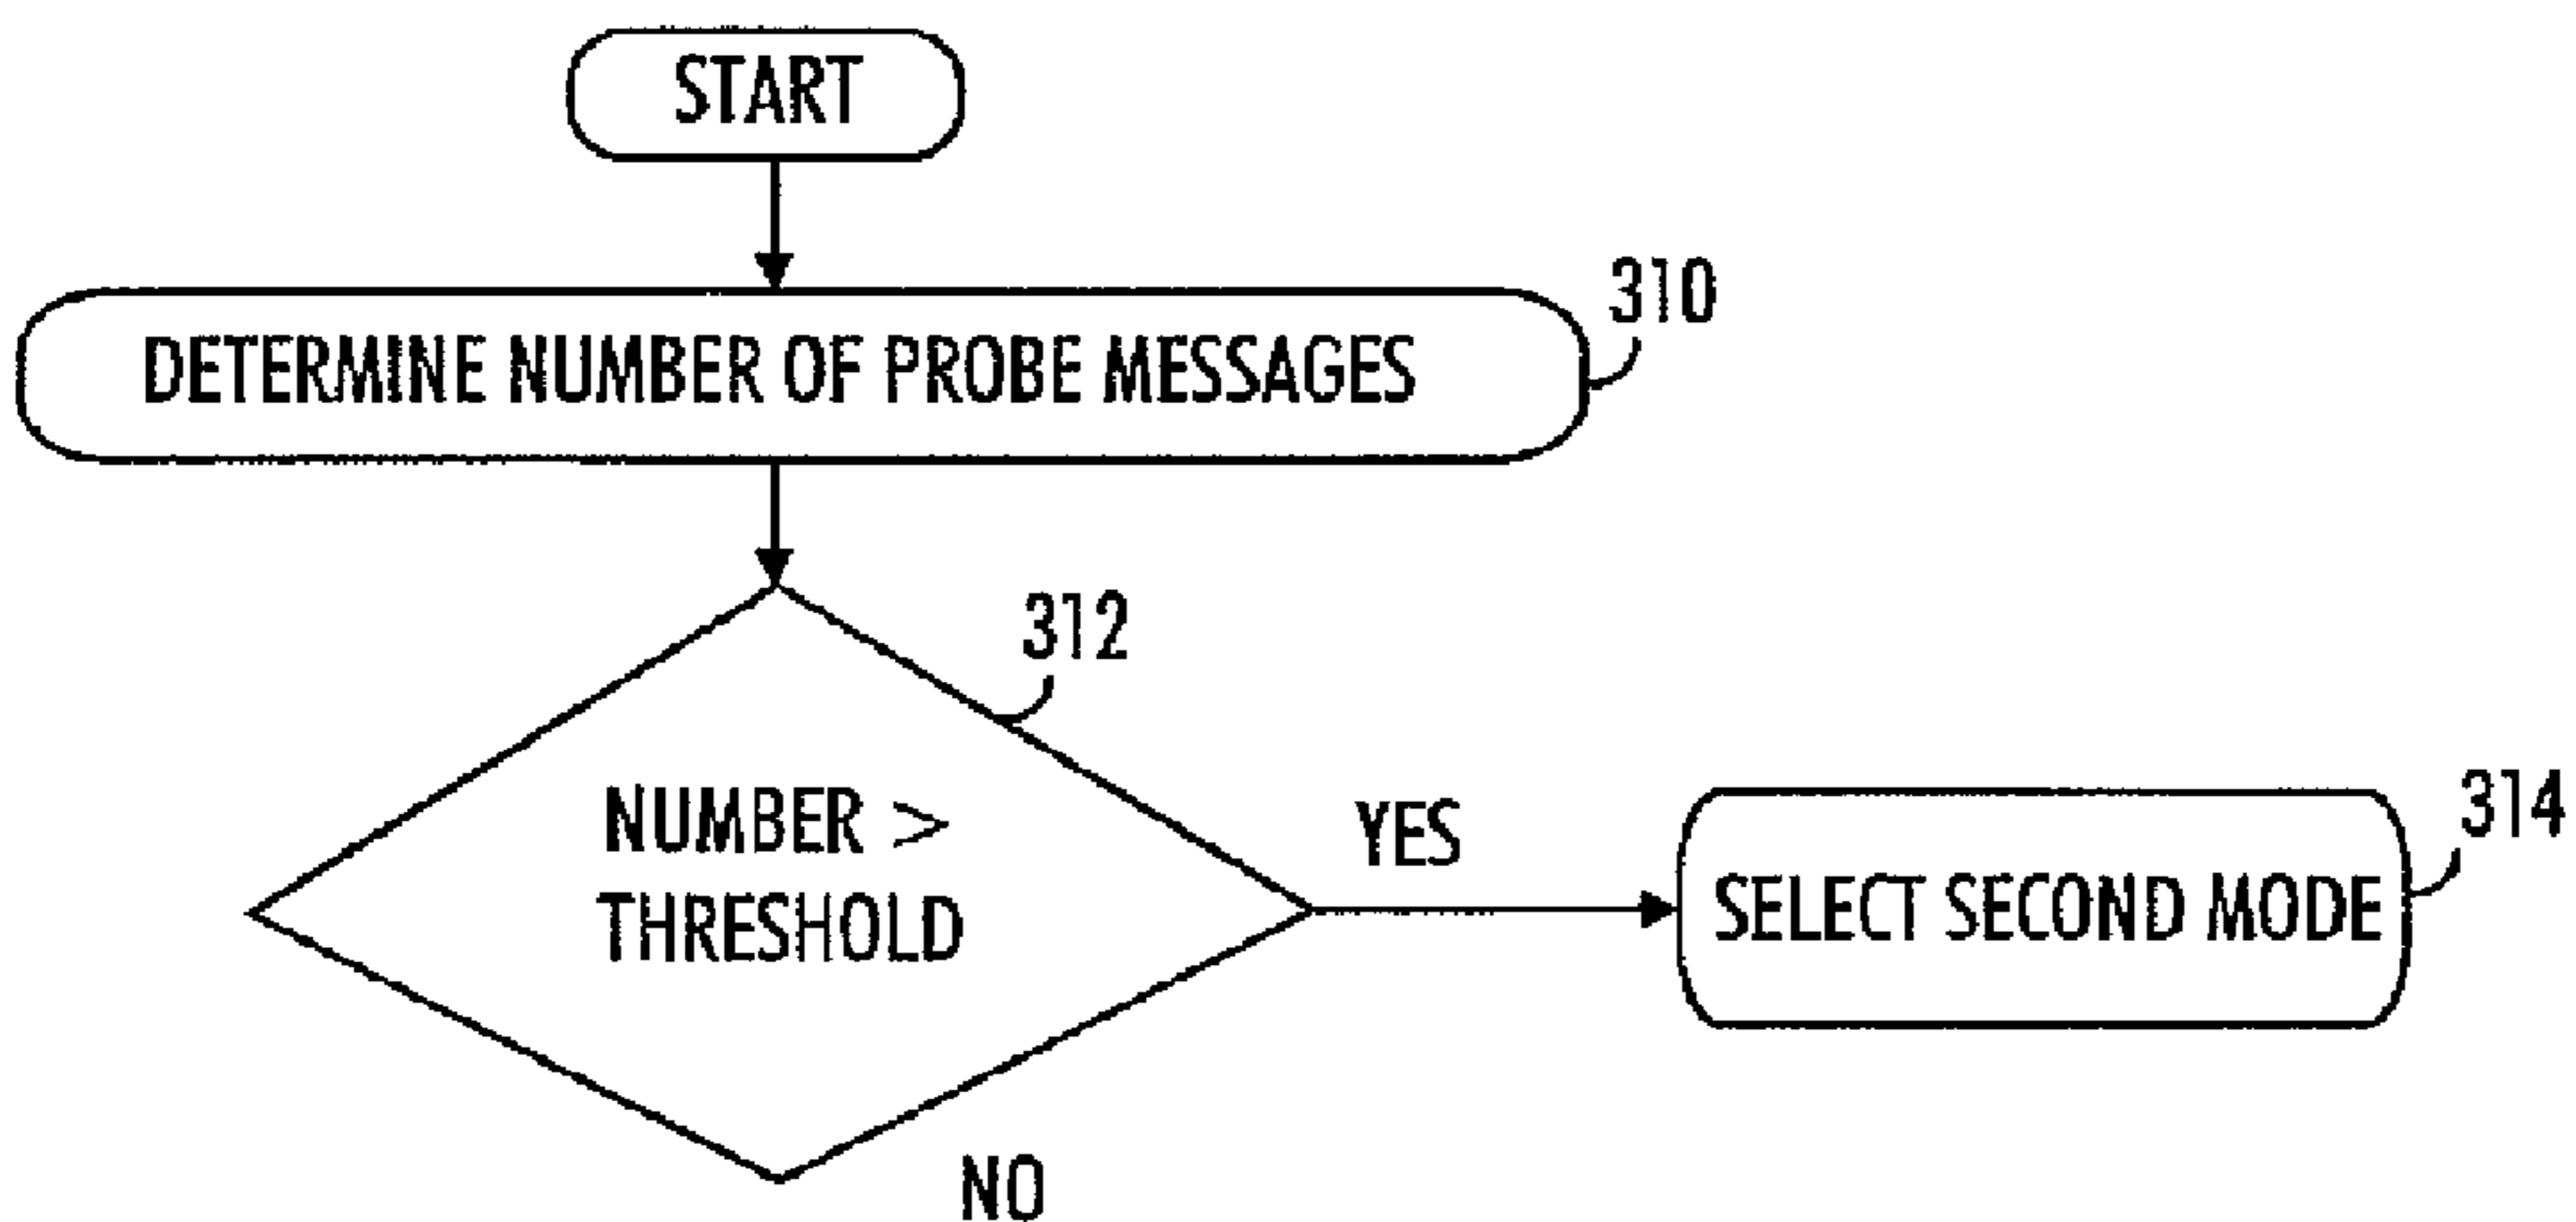 START
310
DETERMINE NUMBER OF PROBE MESSAGES
312
NUMBER >
THRESHOLD
YES
314
SELECT SECOND MODE
NO